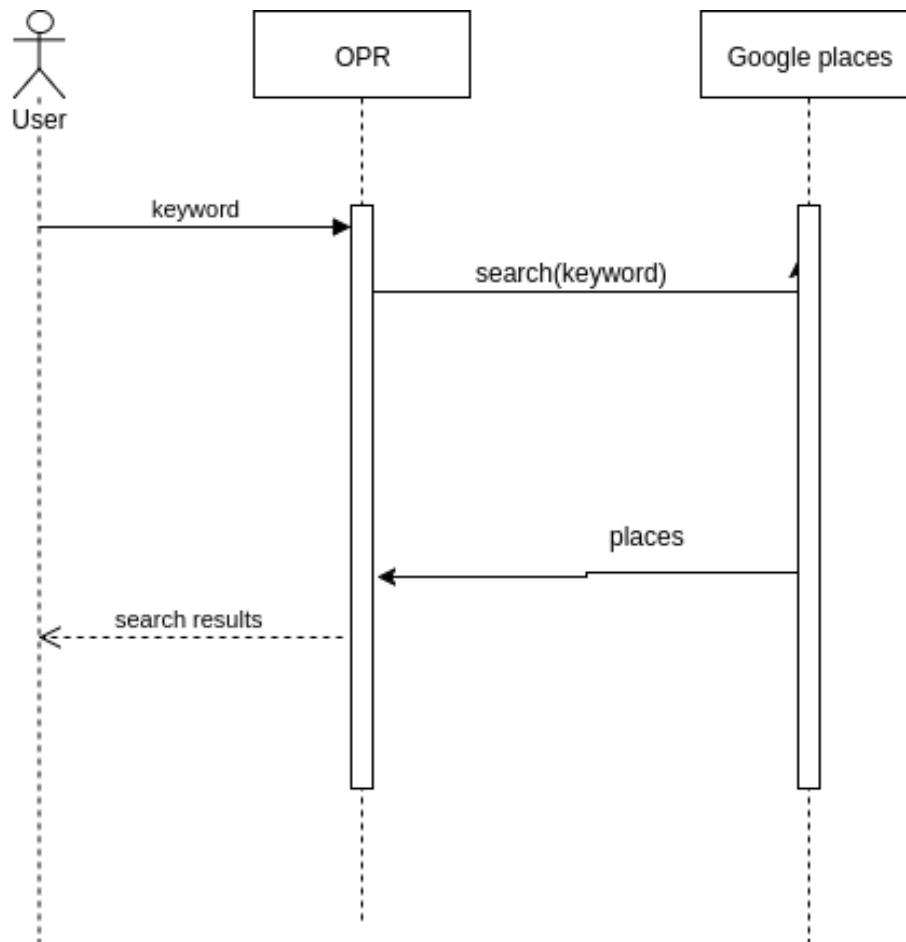 OPR
Google places
User
keyword
search(keyword)
places
search results